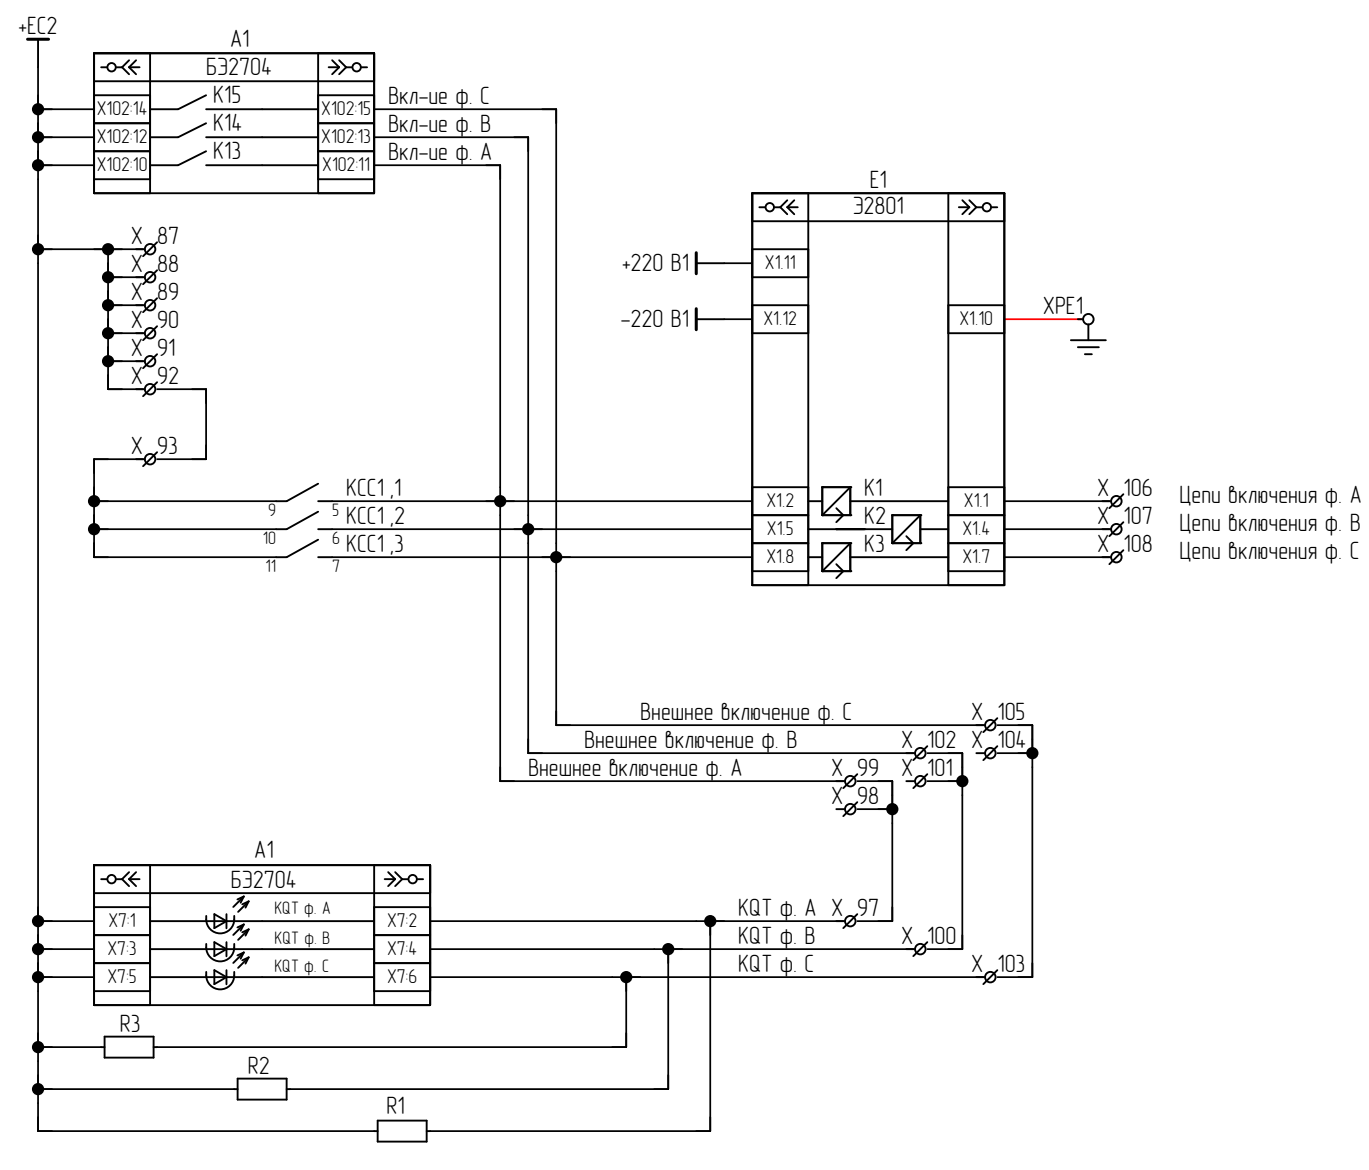 +EC2
A1
БЭ2704
X102:14 K15 X102:15 Вкл-ие ф. C
X102:12 K14 X102:13 Вкл-ие ф. B
X102:10 K13 X102:11 Вкл-ие ф. A
E1
Э2801
X 87
X 88
X 89
X 90
X 91
X 92
X 93
+220 В1 X1.11
-220 В1 X1.12 X1.10 XPE1
9 KCC1,1 5 X1.2 K1 X1.1 X 106 Цепи включения ф. A
10 KCC1,2 6 X1.5 K2 X1.4 X 107 Цепи включения ф. B
11 KCC1,3 7 X1.8 K3 X1.7 X 108 Цепи включения ф. C
Внешнее включение ф. C X 105
Внешнее включение ф. B X 102 X 104
Внешнее включение ф. A X 99 X 101
X 98
A1
БЭ2704
X7:1 KQT ф. A X7:2 KQT ф. A X 97
X7:3 KQT ф. B X7:4 KQT ф. B X 100
X7:5 KQT ф. C X7:6 KQT ф. C X 103
R3
R2
R1